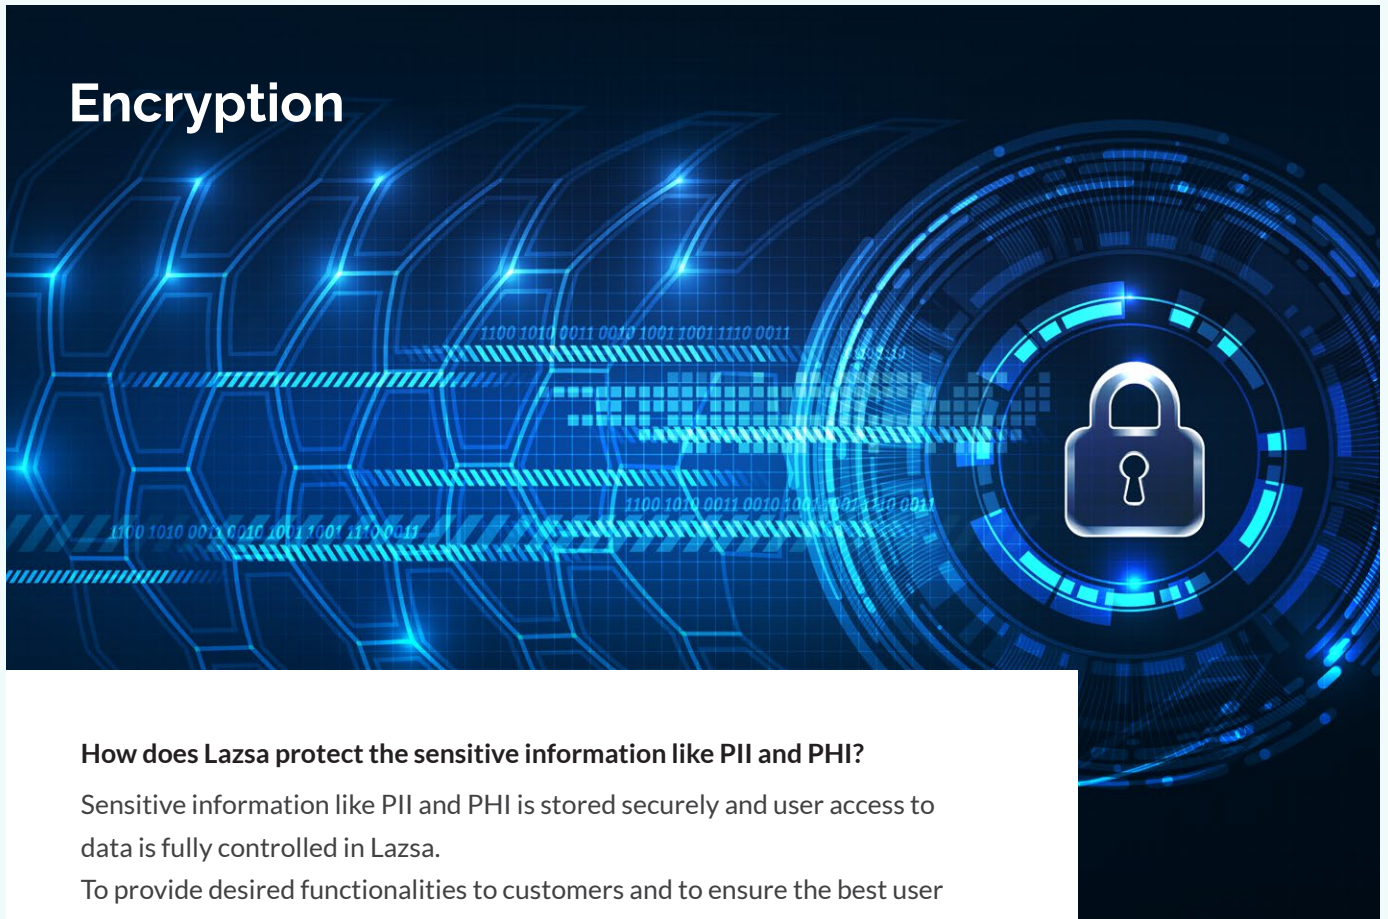 Encryption
1100 1010 0011 0010 1001 1001 1110 0011
1100 1010 0011 0010 1001 1001 1110 0011
1100 1010 0011 0010 1001 1001 1110 0011
How does Lazsa protect the sensitive information like PII and PHI?
Sensitive information like PII and PHI is stored securely and user access to
data is fully controlled in Lazsa.
To provide desired functionalities to customers and to ensure the best user